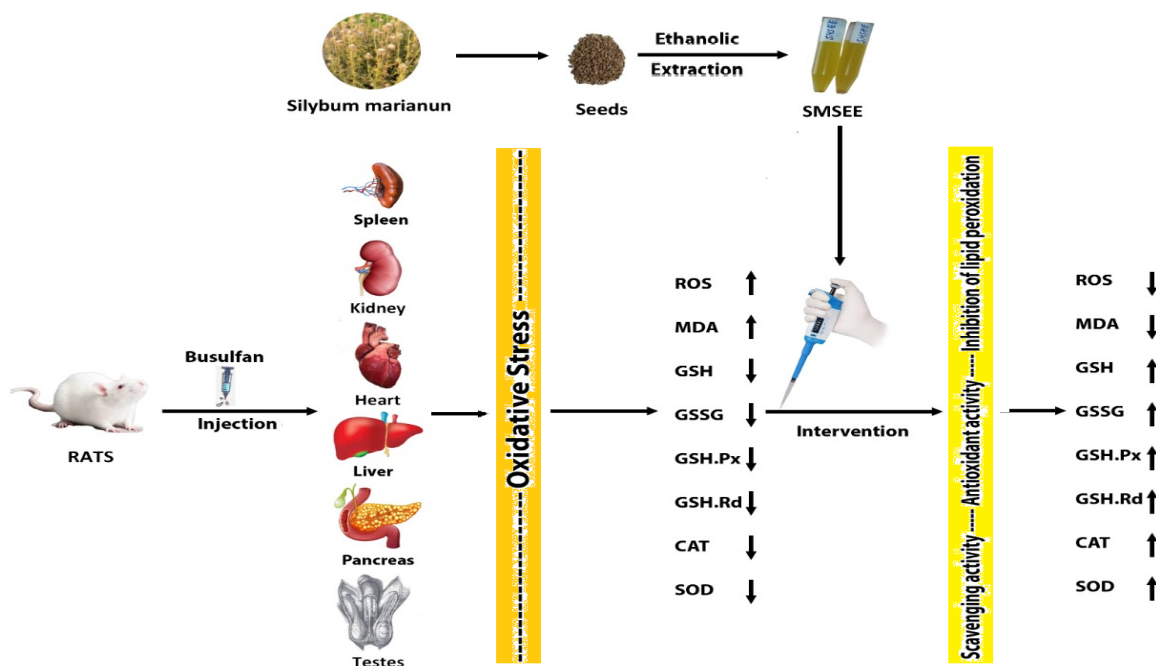 Silybum marianun
Seeds
Ethanolic
Extraction
SMSEE
SMSEE
SMSEE
RATS
Busulfan
Injection
Spleen
Kidney
Heart
Liver
Pancreas
Testes
Oxidative Stress
ROS ↑
MDA ↑
GSH ↓
GSSG ↓
GSH.Px ↓
GSH.Rd ↓
CAT ↓
SOD ↓
Intervention
Scavenging activity ----- Antioxidant activity ----- Inhibition of lipid peroxidation
ROS ↓
MDA ↓
GSH ↑
GSSG ↑
GSH.Px ↑
GSH.Rd ↑
CAT ↑
SOD ↑